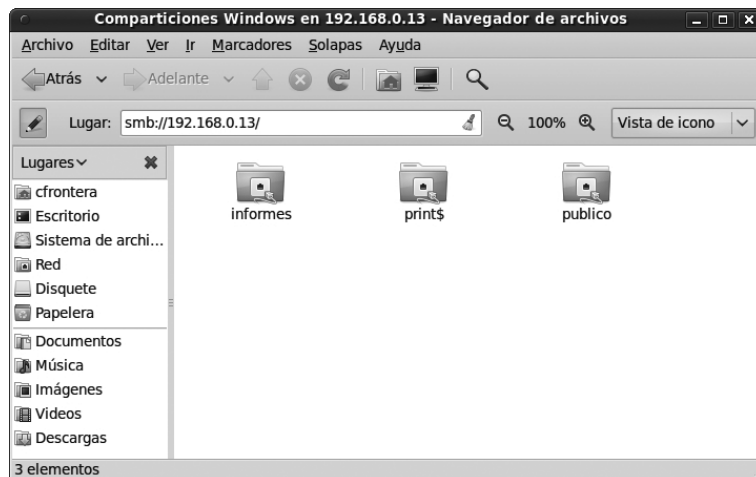 Comparticiones Windows en 192.168.0.13 - Navegador de archivos
Archivo Editar Ver Ir Marcadores Solapas Ayuda
Atrás Adelante
Lugar: smb://192.168.0.13/ 100% Vista de icono
Lugares
cfrontera
Escritorio
Sistema de archi...
Red
Disquete
Papelera
Documentos
Música
Imágenes
Videos
Descargas
informes print$ publico
3 elementos